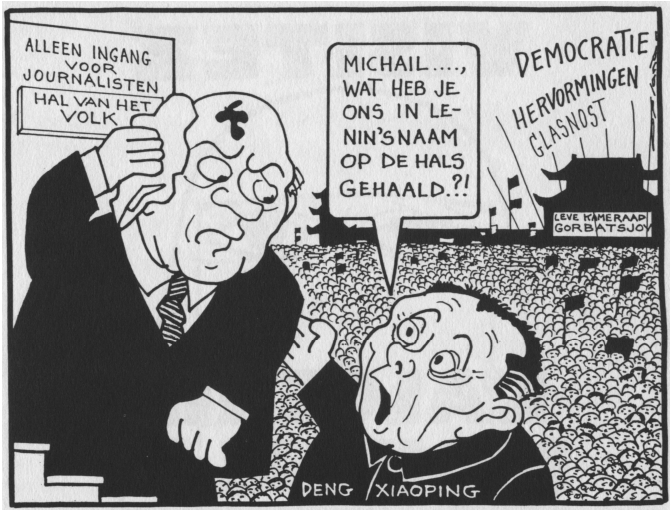 ALLEEN INGANG
VOOR
JOURNALISTEN
HAL VAN HET
VOLK
MICHAIL....,
WAT HEB JE
ONS IN LE-
NIN'SNAAM
OP DE HALS
GEHAALD.?!
DEMOCRATIE
HERVORMINGEN
GLASNOST
LEVE KAMERAAD
GORBATSJOV
DENG XIAOPING